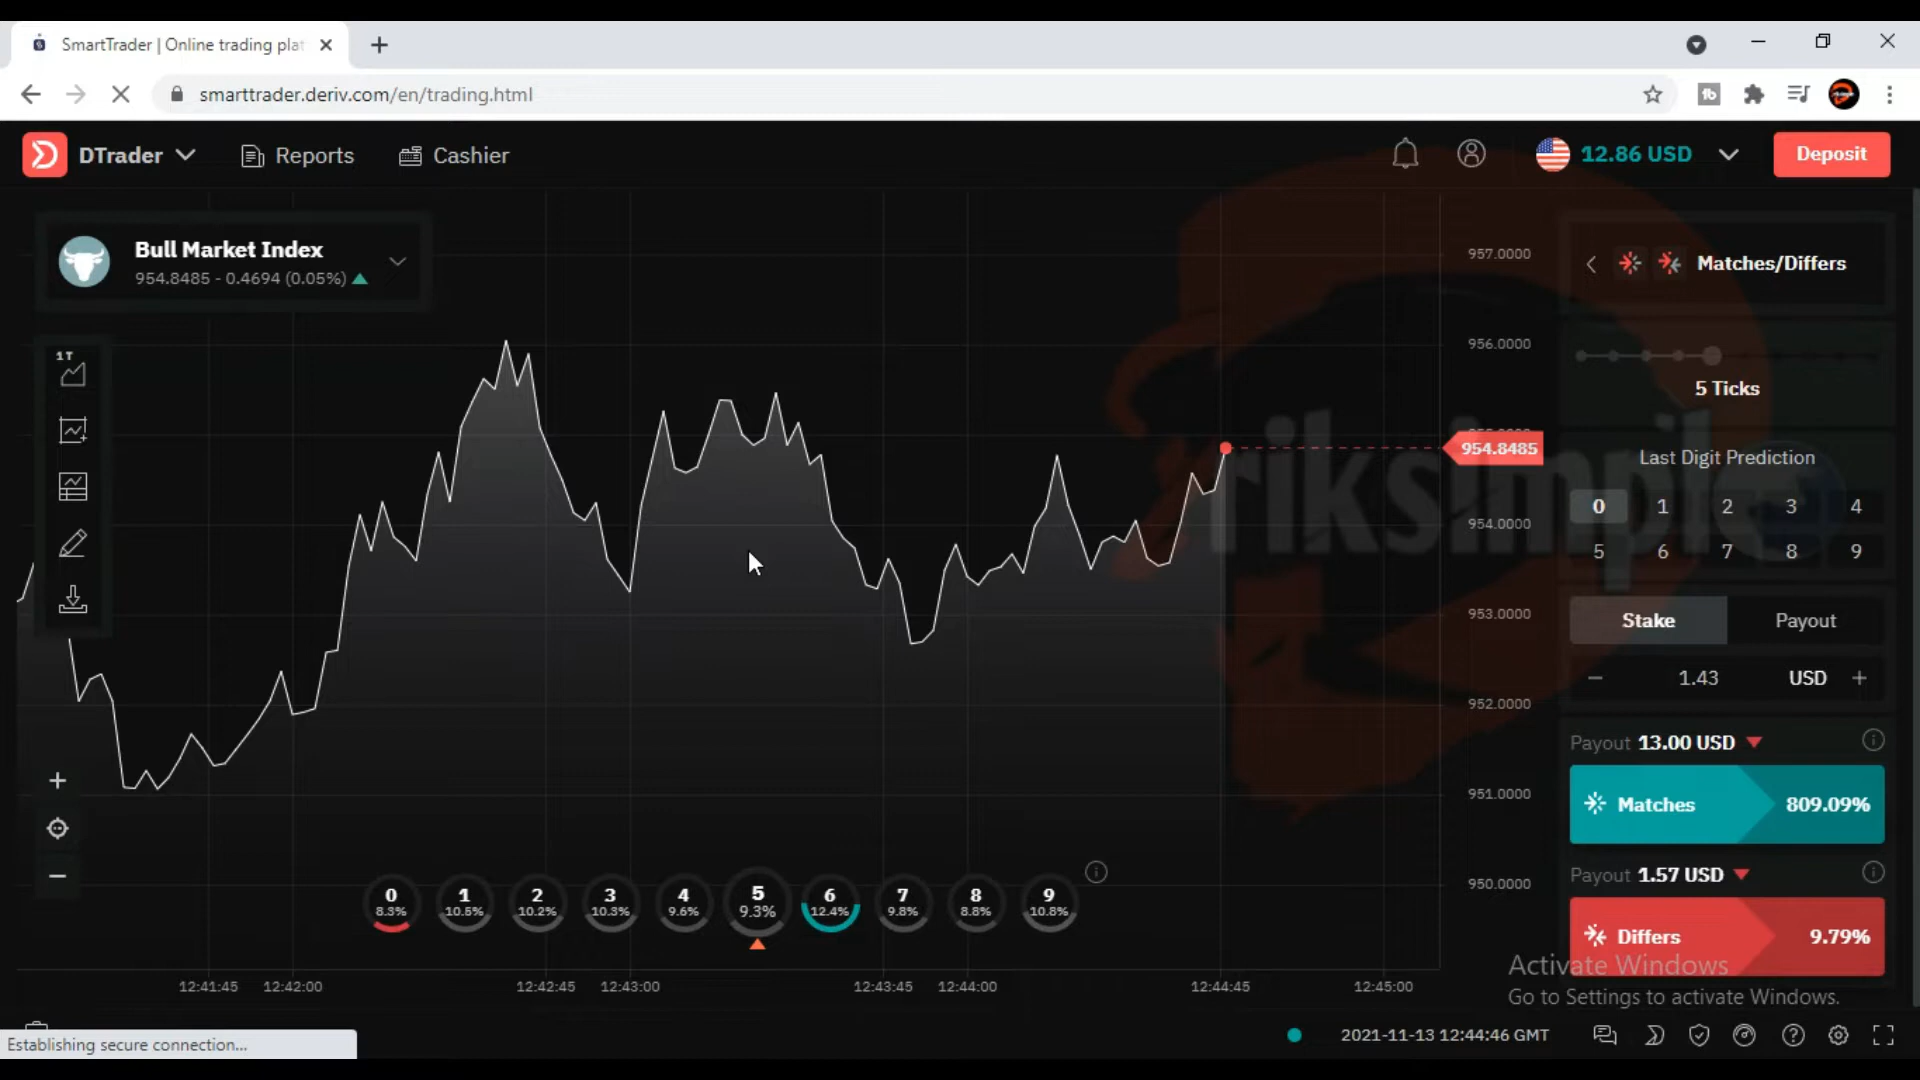 SmartTrader | Online trading plat
smarttrader.deriv.com/en/trading.html
DTrader
Reports
Cashier
12.86 USD
Deposit
Bull Market Index
954.8485 - 0.4694 (0.05%)
1T
957.0000
956.0000
954.8485
954.0000
953.0000
952.0000
951.0000
950.0000
Matches/Differs
5 Ticks
Last Digit Prediction
0 1 2 3 4
5 6 7 8 9
Stake
Payout
1.43
USD
Payout 13.00 USD
Matches
809.09%
Payout 1.57 USD
Differs
9.79%
riksimple
0 1 2 3 4 5 6 7 8 9
8.3% 10.5% 10.2% 10.3% 9.6% 9.3% 12.4% 9.8% 8.8% 10.8%
12:41:45 12:42:00 12:42:45 12:43:00 12:43:45 12:44:00 12:44:45 12:45:00
Activate Windows
Go to Settings to activate Windows.
Establishing secure connection...
2021-11-13 12:44:46 GMT